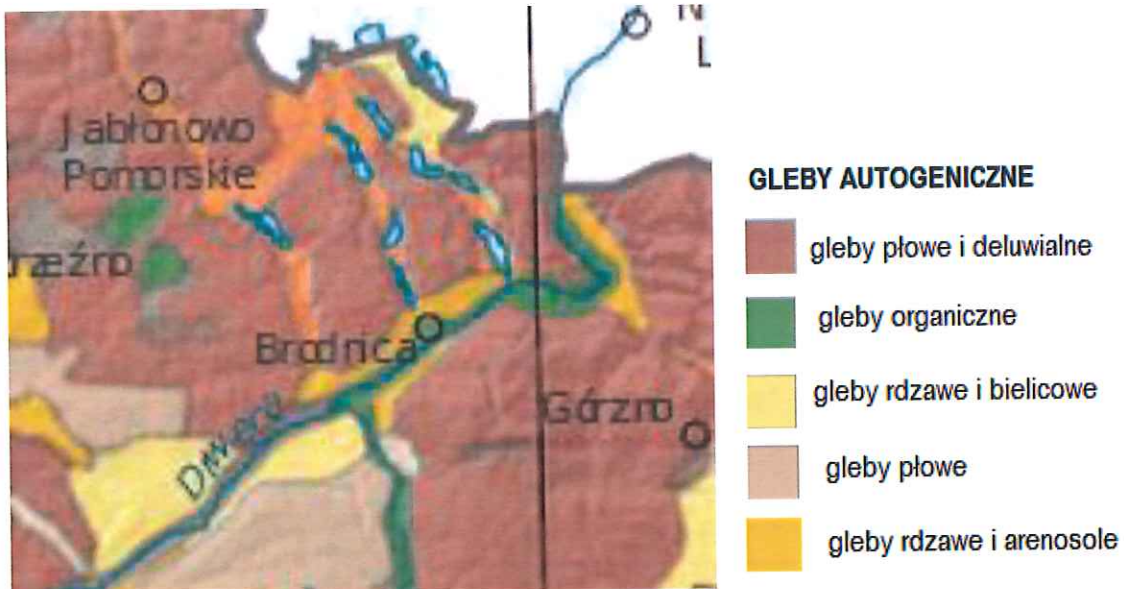 N
L
Jabłonowo
Pomorskie
rzeźno
Brodnica
Górzno
Drwęca
GLEBY AUTOGENICZNE
gleby płowe i deluwialne
gleby organiczne
gleby rdzawe i bielicowe
gleby płowe
gleby rdzawe i arenosole